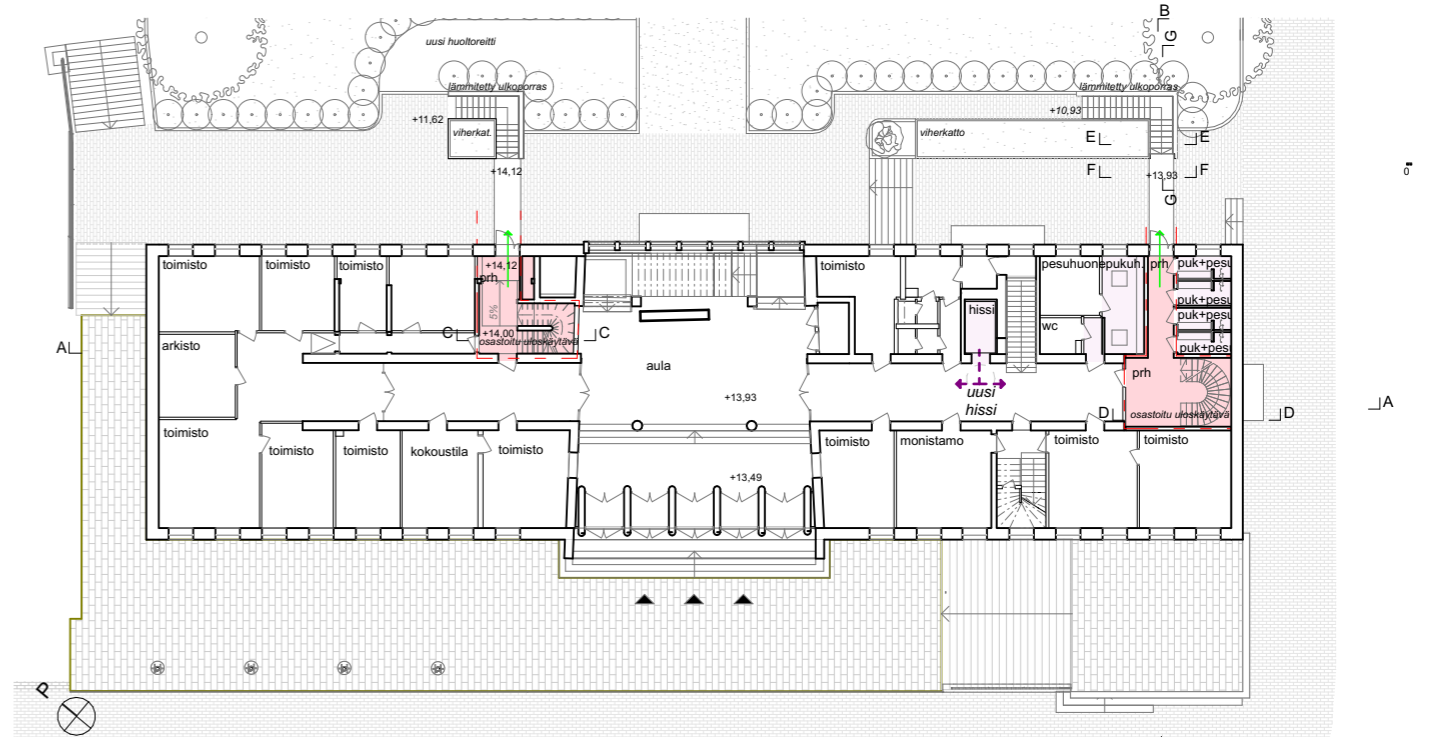 B
G
uusi huoltoreitti
lämmitetty ulkoporras
lämmitetty ulkoporras
+11,62
+10,93
viherkat.
viherkatto
E
E
+14,12
F
+13,93
F
0
G
toimisto
toimisto
toimisto
+14,12
prh
toimisto
pesuhuone
pukuh.
prh
puk+pesu
puk+pesu
5%
hissi
puk+pesu
wc
C
+14,00
C
osastoitu uloskäytävä
A
arkisto
puk+pesu
aula
prh
uusi
hissi
+13,93
A
D
osastoitu uloskäytävä
D
toimisto
toimisto
toimisto
kokoustila
toimisto
toimisto
monistamo
toimisto
toimisto
+13,49
P